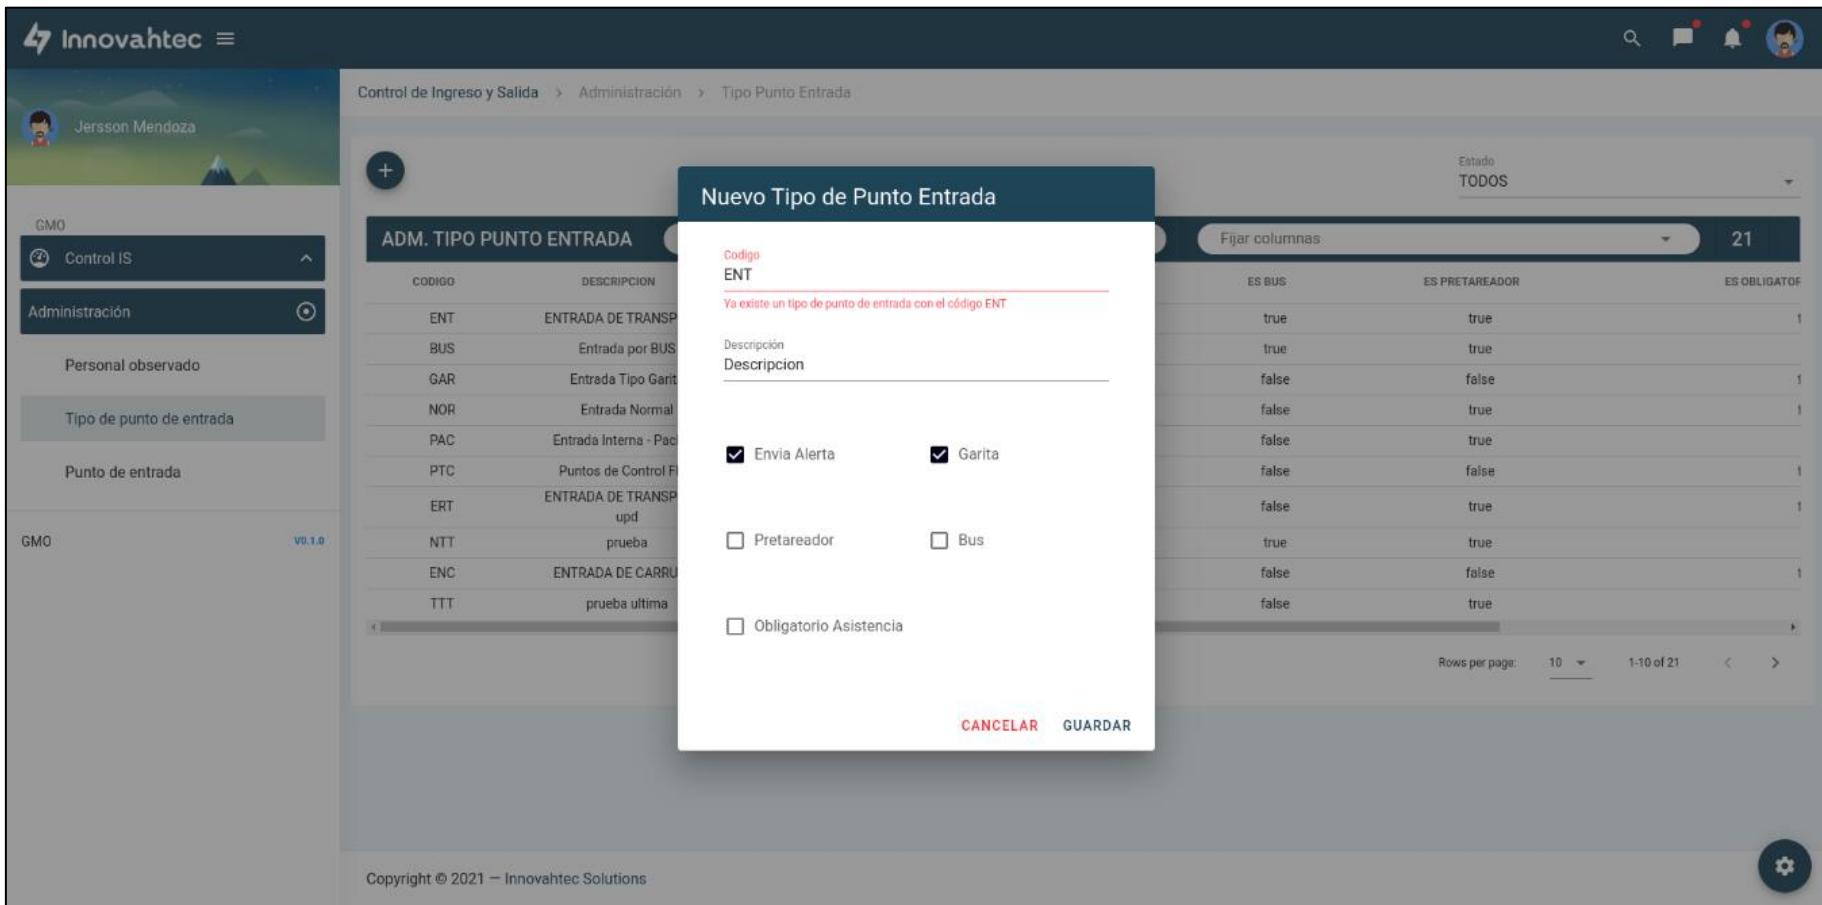 Innovahtec
Jersson Mendoza
GMO
Control IS
Administración
Personal observado
Tipo de punto de entrada
Punto de entrada
GMO V0.1.0
Control de Ingreso y Salida > Administración > Tipo Punto Entrada
Estado
TODOS
ADM. TIPO PUNTO ENTRADA Fijar columnas 21
CODIGO DESCRIPCION ES BUS ES PRETAREADOR ES OBLIGATOR
ENT ENTRADA DE TRANSP true true 1
BUS Entrada por BUS true true
GAR Entrada Tipo Garit false false 1
NOR Entrada Normal false true 1
PAC Entrada Interna - Pac false true
PTC Puntos de Control F false false 1
ERT ENTRADA DE TRANSP upd false true 1
NTT prueba true true
ENC ENTRADA DE CARRU false false 1
TTT prueba ultima false true
Rows per page: 10 1-10 of 21
Nuevo Tipo de Punto Entrada
Codigo
ENT
Ya existe un tipo de punto de entrada con el código ENT
Descripción
Descripcion
Envia Alerta Garita
Pretareador Bus
Obligatorio Asistencia
CANCELAR GUARDAR
Copyright © 2021 — Innovahtec Solutions